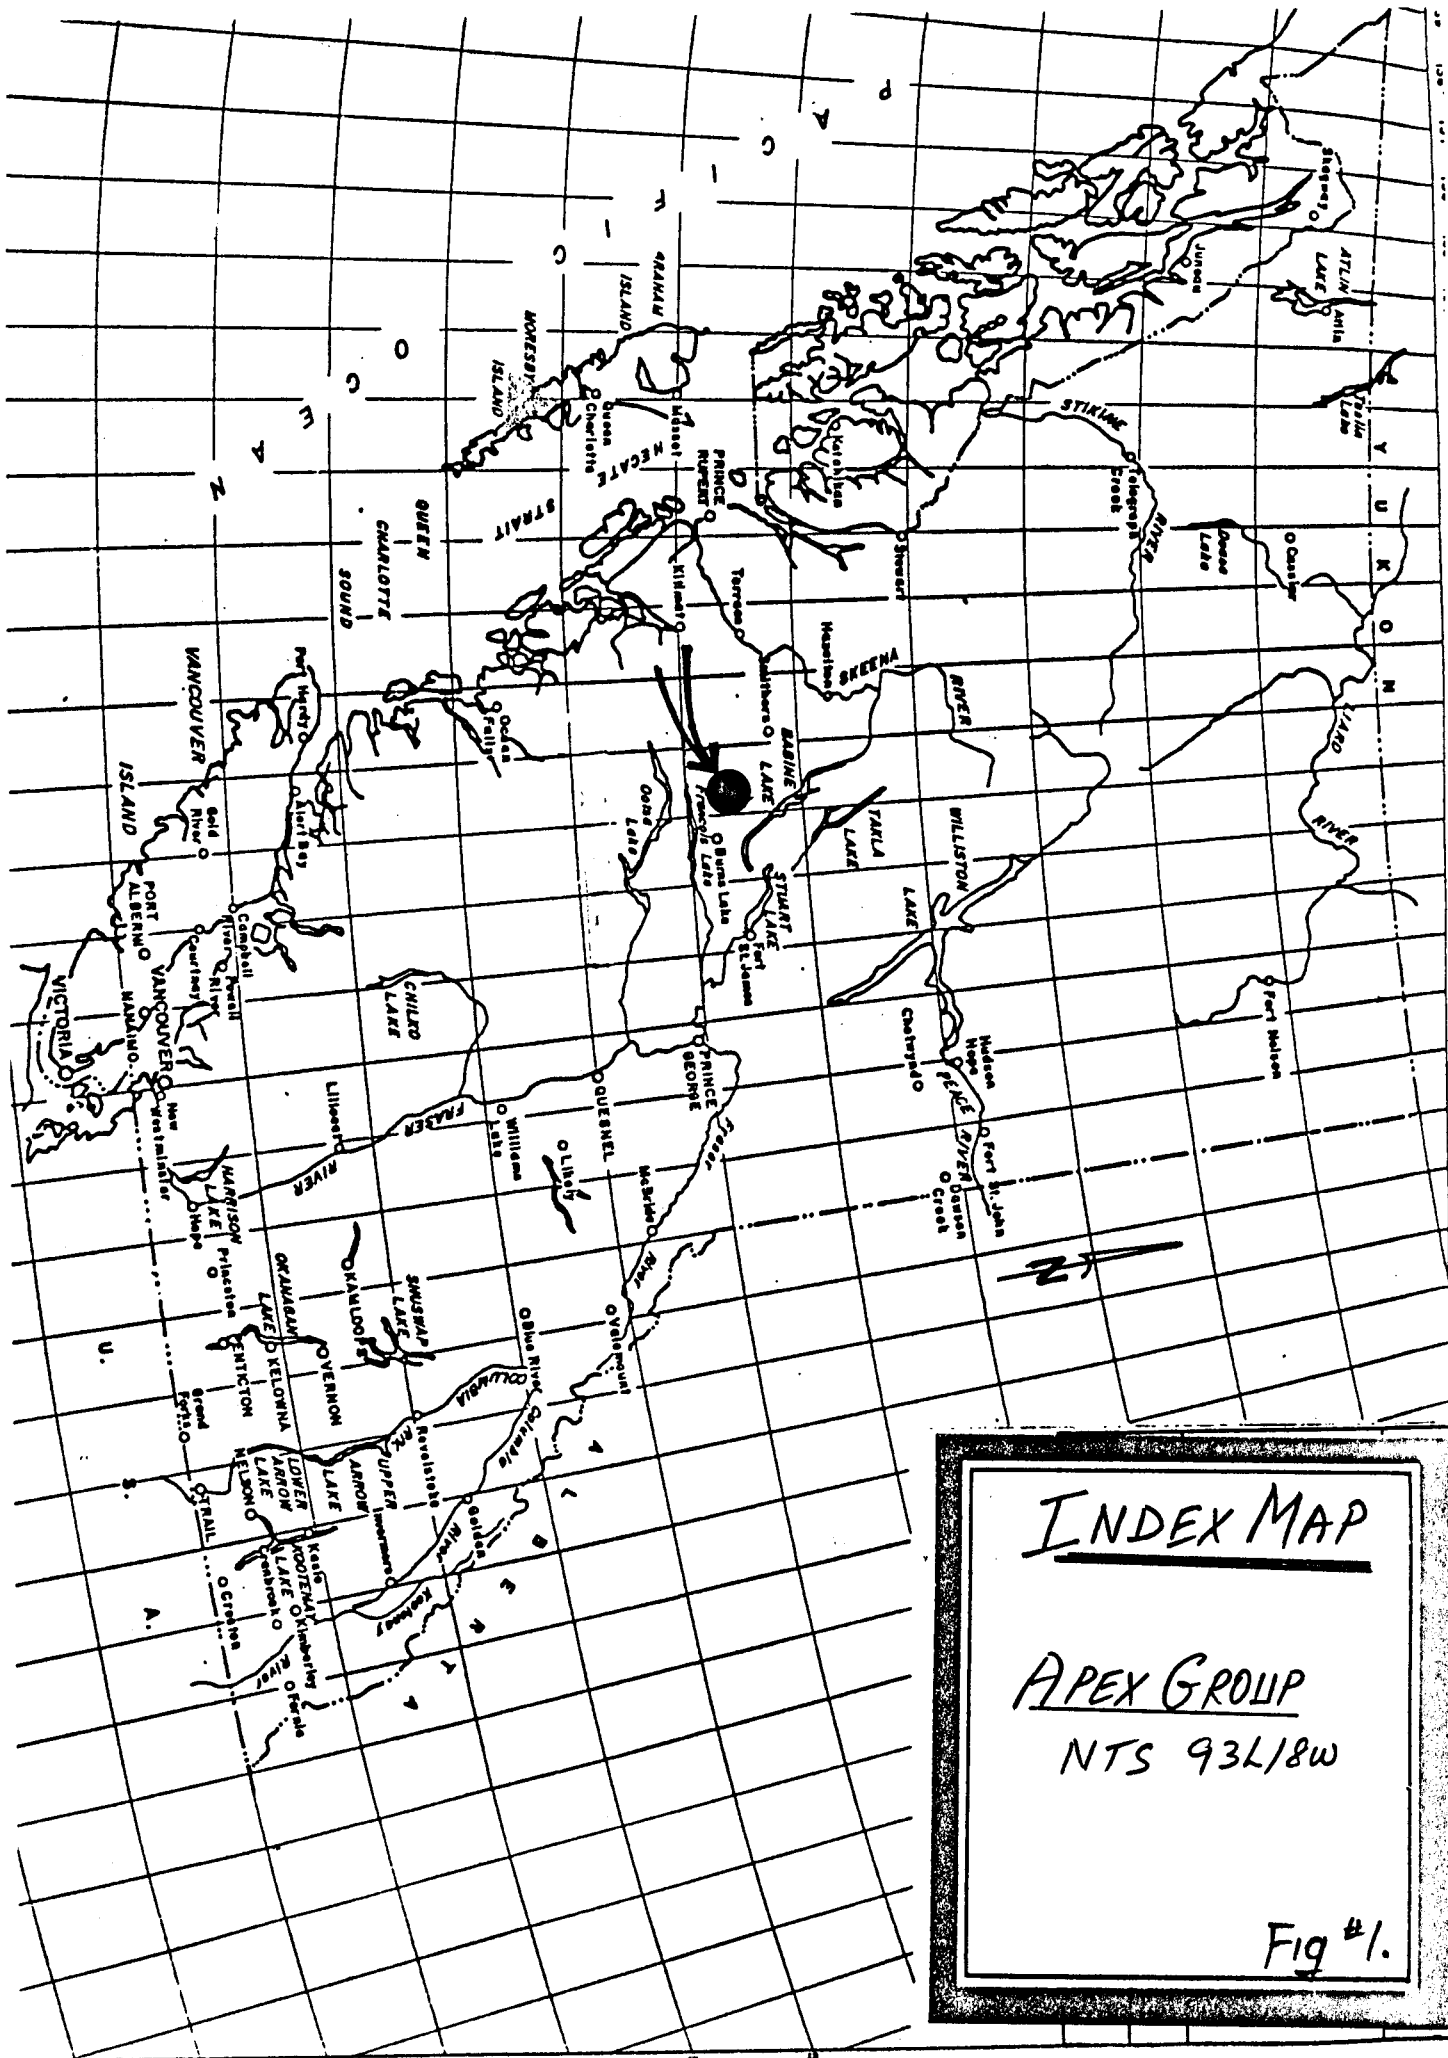 INDEX MAP
APEX GROUP
NTS 93L/8W
Fig #1.
YUKON
PACIFIC
OCEAN
ALBERTA
U. S. A.
N
Skagway
ATLIN
LAKE
Atlin
Juneau
Teslin
Lake
STIKINE
RIVER
Telegraph
Creek
Dease
Lake
Cassiar
LIARD
RIVER
Fort Nelson
Ketchikan
Stewart
GRAHAM
ISLAND
MORESBY
ISLAND
Masset
Queen
Charlotte
HECATE
STRAIT
PRINCE
RUPERT
Terrace
Kitimat
Hazelton
SKEENA
RIVER
Smithers
BABINE
LAKE
TAKLA
LAKE
WILLISTON
LAKE
QUEEN
CHARLOTTE
SOUND
Ocean
Falls
Ootsa
Lake
Francois Lake
Burns Lake
STUART
LAKE
Fort
St. James
Hudson
Hope
Chetwynd
PEACE
RIVER
Fort St. John
Dawson
Creek
PRINCE
GEORGE
Fraser
River
McBride
Valemount
QUESNEL
Likely
Williams
Lake
CHILKO
LAKE
FRASER
RIVER
Lillooet
Port Hardy
Alert Bay
VANCOUVER
ISLAND
Gold
River
Campbell
River
Powell
River
Courtney
PORT
ALBERNI
NANAIMO
VANCOUVER
VICTORIA
New
Westminster
HARRISON
LAKE
Hope
Princeton
KAMLOOPS
SHUSWAP
LAKE
OKANAGAN
LAKE
VERNON
KELOWNA
PENTICTON
Grand
Forks
Blue River
COLUMBIA
RIV.
Columbia
River
Revelstoke
Golden
UPPER
ARROW
LAKE
LOWER
ARROW
LAKE
NELSON
TRAIL
Invermere
Kaslo
KOOTENAY
LAKE
Kootenay
River
Cranbrook
Kimberley
Creston
Fernie